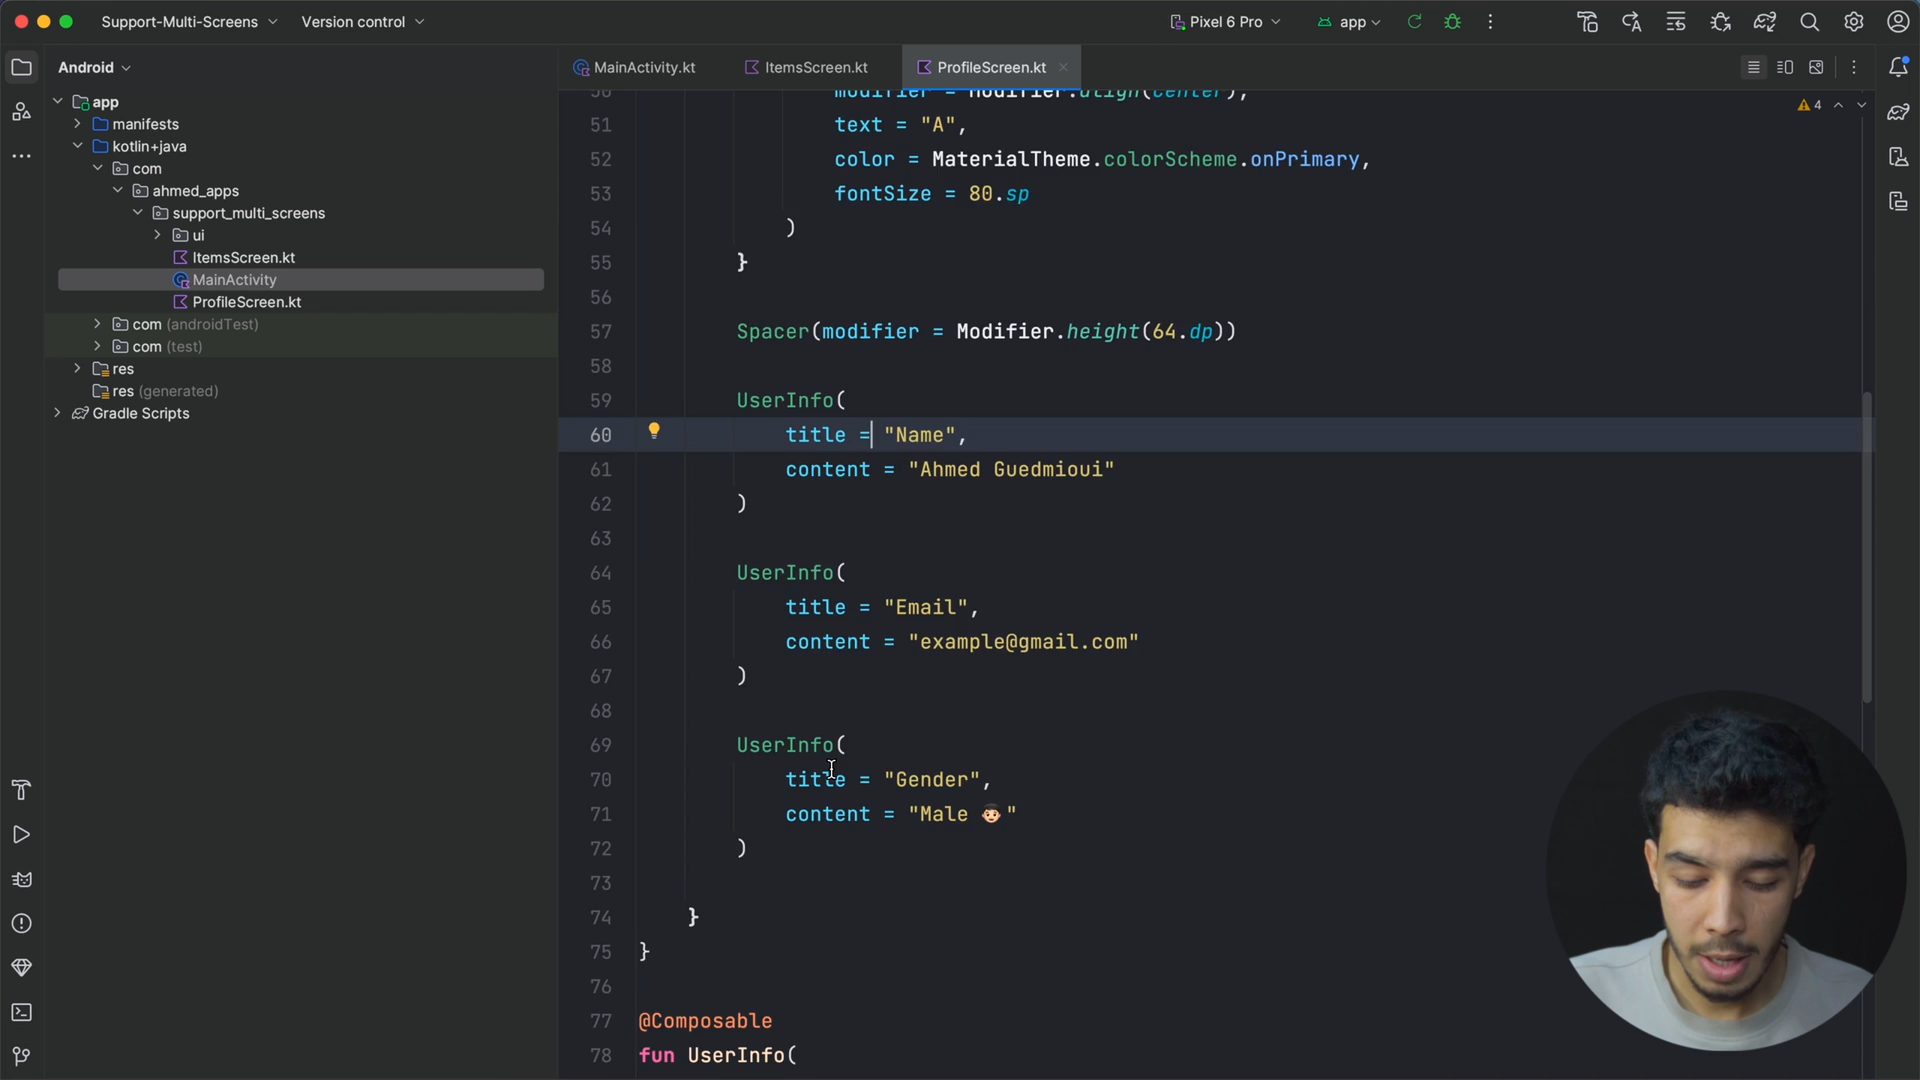 Support-Multi-Screens
Version control
Pixel 6 Pro
app
Android
MainActivity.kt
ItemsScreen.kt
ProfileScreen.kt
app
manifests
kotlin+java
com
ahmed_apps
support_multi_screens
ui
ItemsScreen.kt
MainActivity
ProfileScreen.kt
com (androidTest)
com (test)
res
res (generated)
Gradle Scripts
4
50 modifier = Modifier.align(Center),
51 text = "A",
52 color = MaterialTheme.colorScheme.onPrimary,
53 fontSize = 80.sp
54 )
55 }
56
57 Spacer(modifier = Modifier.height(64.dp))
58
59 UserInfo(
60 title = "Name",
61 content = "Ahmed Guedmioui"
62 )
63
64 UserInfo(
65 title = "Email",
66 content = "example@gmail.com"
67 )
68
69 UserInfo(
70 title = "Gender",
71 content = "Male 👦🏻"
72 )
73
74 }
75 }
76
77 @Composable
78 fun UserInfo(